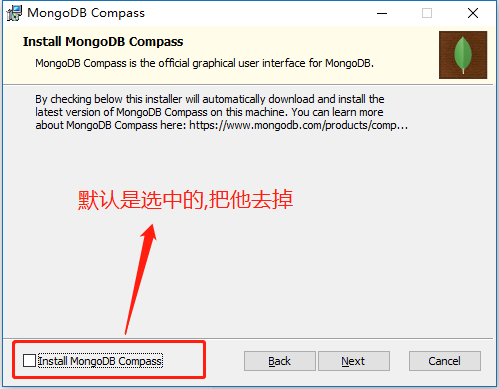 MongoDB Compass
Install MongoDB Compass
MongoDB Compass is the official graphical user interface for MongoDB.
By checking below this installer will automatically download and install the
latest version of MongoDB Compass on this machine. You can learn more
about MongoDB Compass here: https://www.mongodb.com/products/comp...
默认是选中的,把他去掉
Install MongoDB Compass
Back
Next
Cancel